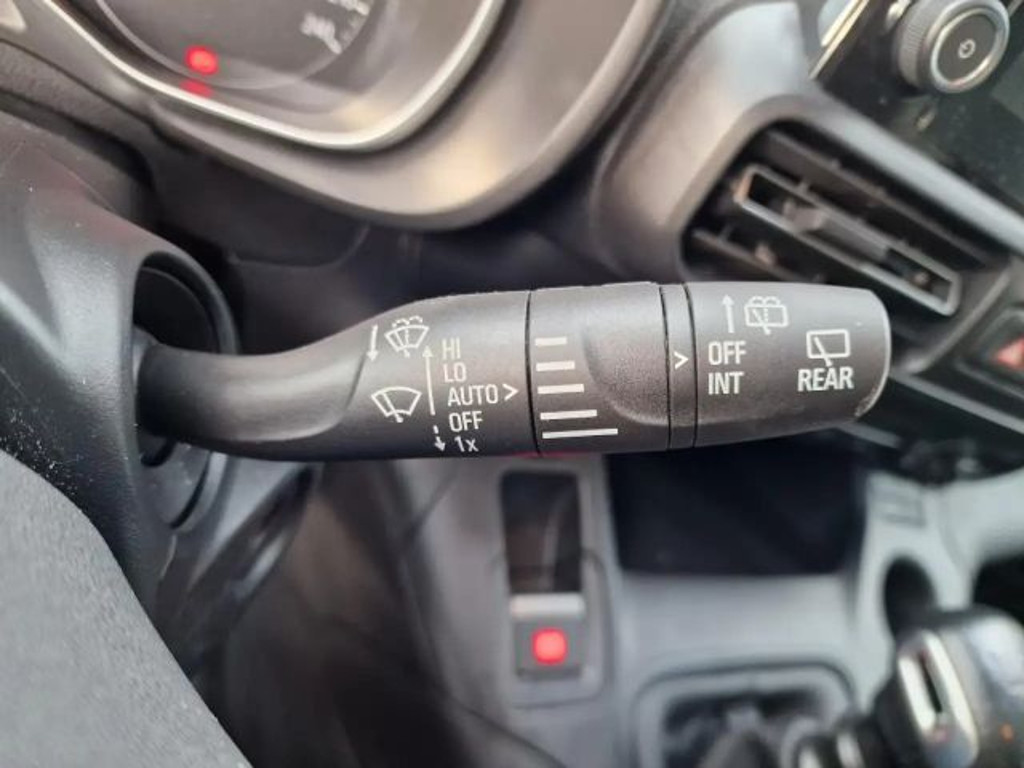 HI
LO
AUTO >
OFF
1x
>
OFF
INT
REAR